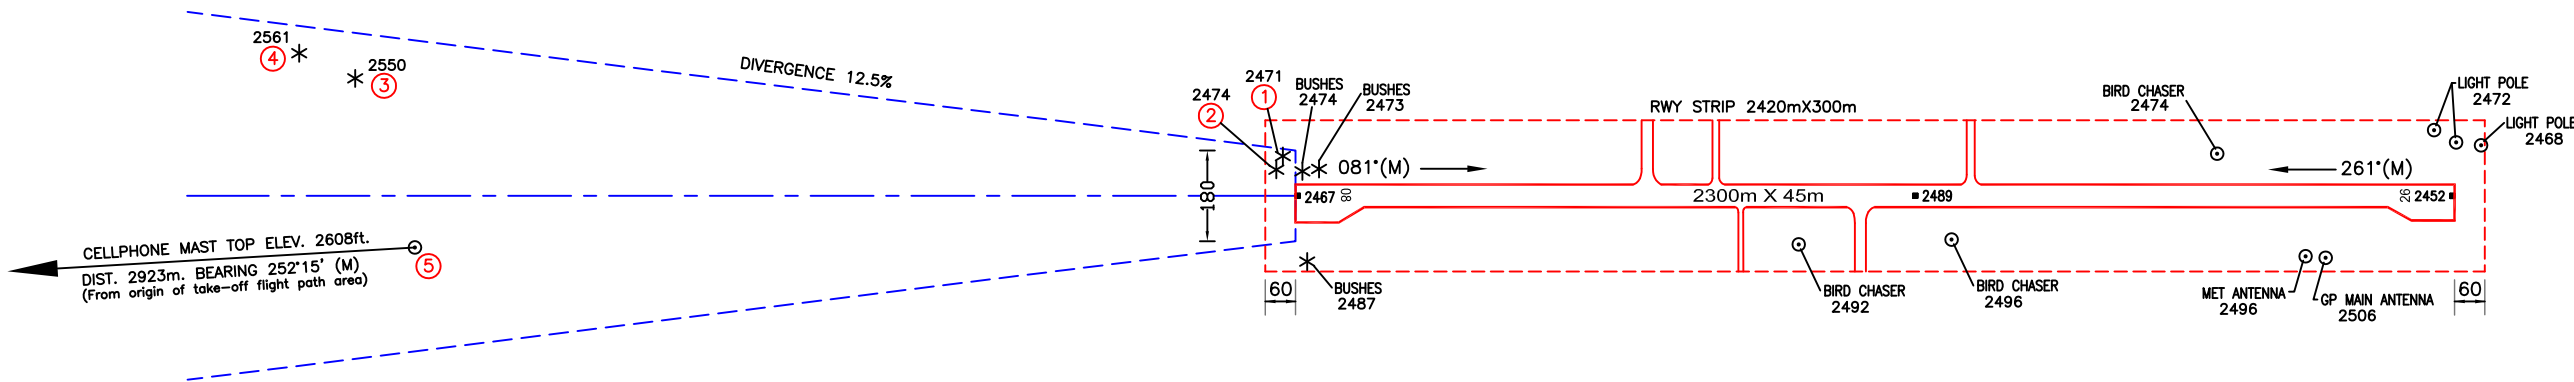 2561
4
2550
3
DIVERGENCE 12.5%
2471
1
2474
2
BUSHES
2474
BUSHES
2473
081°(M)
RWY STRIP 2420mX300m
BIRD CHASER
2474
LIGHT POLE
2472
LIGHT POLE
2468
261°(M)
180
2467
08
2300m X 45m
2489
26
2452
CELLPHONE MAST TOP ELEV. 2608ft.
DIST. 2923m. BEARING 252°15' (M)
(From origin of take-off flight path area)
5
60
BUSHES
2487
BIRD CHASER
2492
BIRD CHASER
2496
MET ANTENNA
2496
GP MAIN ANTENNA
2506
60